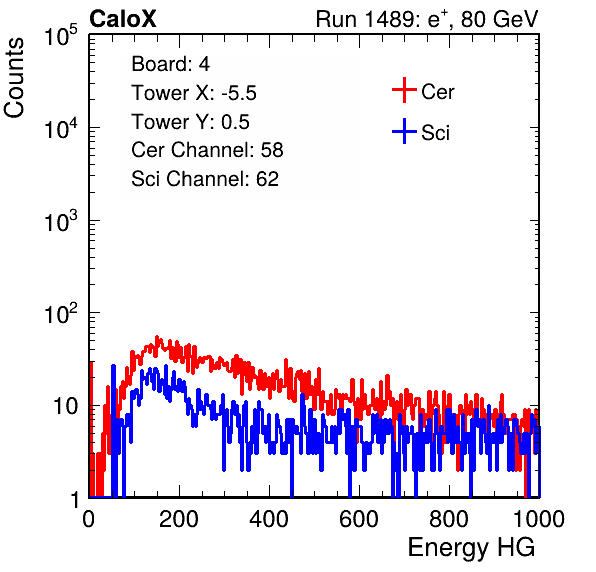 CaloX Run 1489: e⁺, 80 GeV
Counts
Board: 4
Tower X: -5.5
Tower Y: 0.5
Cer Channel: 58
Sci Channel: 62
Cer
Sci
10⁵
10⁴
10³
10²
10
1
0 200 400 600 800 1000
Energy HG